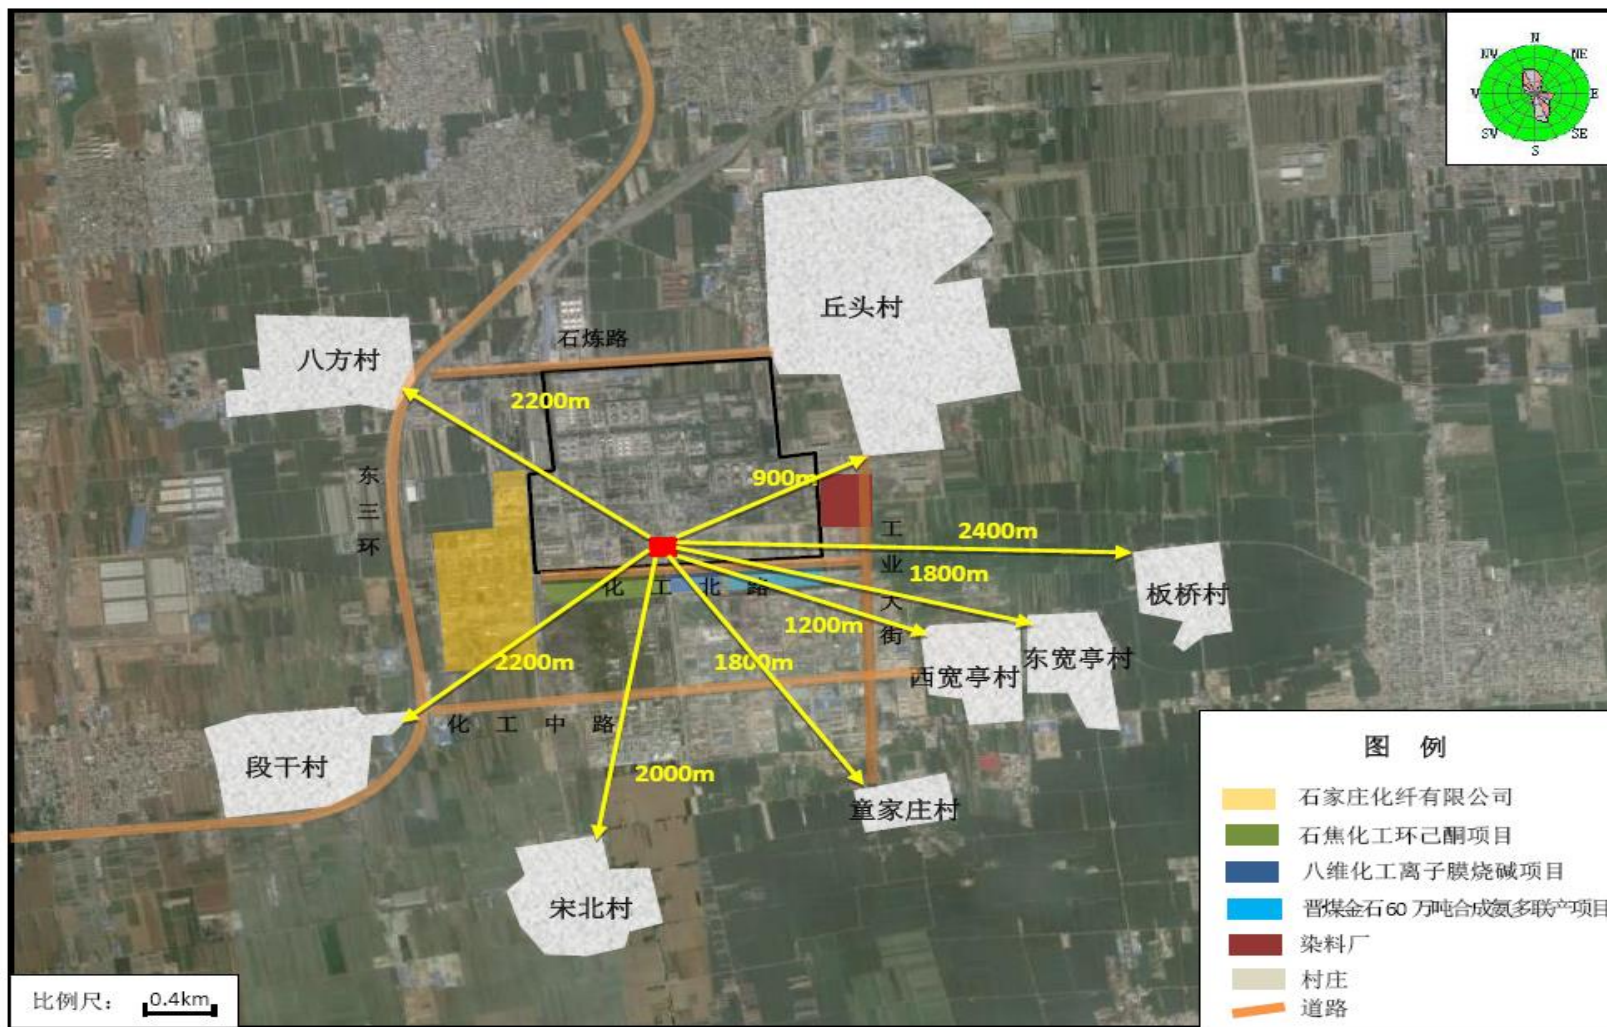 N
NW NE
W E
SW SE
S
丘头村
石炼路
八方村
2200m
东三环
900m
工业大街
2400m
1800m
化工北路
板桥村
1200m
2200m
1800m
东宽亭村
西宽亭村
化工中路
段干村
2000m
童家庄村
宋北村
图 例
石家庄化纤有限公司
石焦化工环己酮项目
八维化工离子膜烧碱项目
晋煤金石60万吨合成氨多联产项目
染料厂
村庄
道路
比例尺： 0.4km